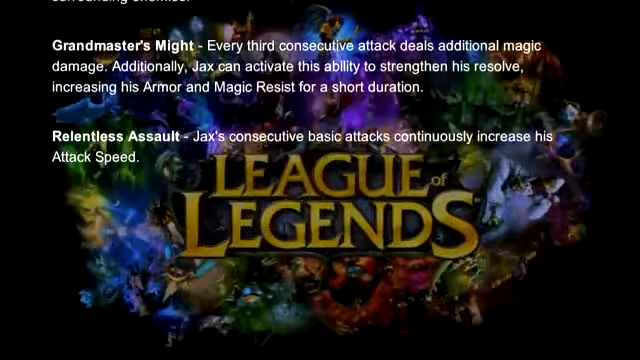 surrounding enemies.
Grandmaster's Might - Every third consecutive attack deals additional magic
damage. Additionally, Jax can activate this ability to strengthen his resolve,
increasing his Armor and Magic Resist for a short duration.
Relentless Assault - Jax's consecutive basic attacks continuously increase his
Attack Speed.
LEAGUE of
LEGENDS